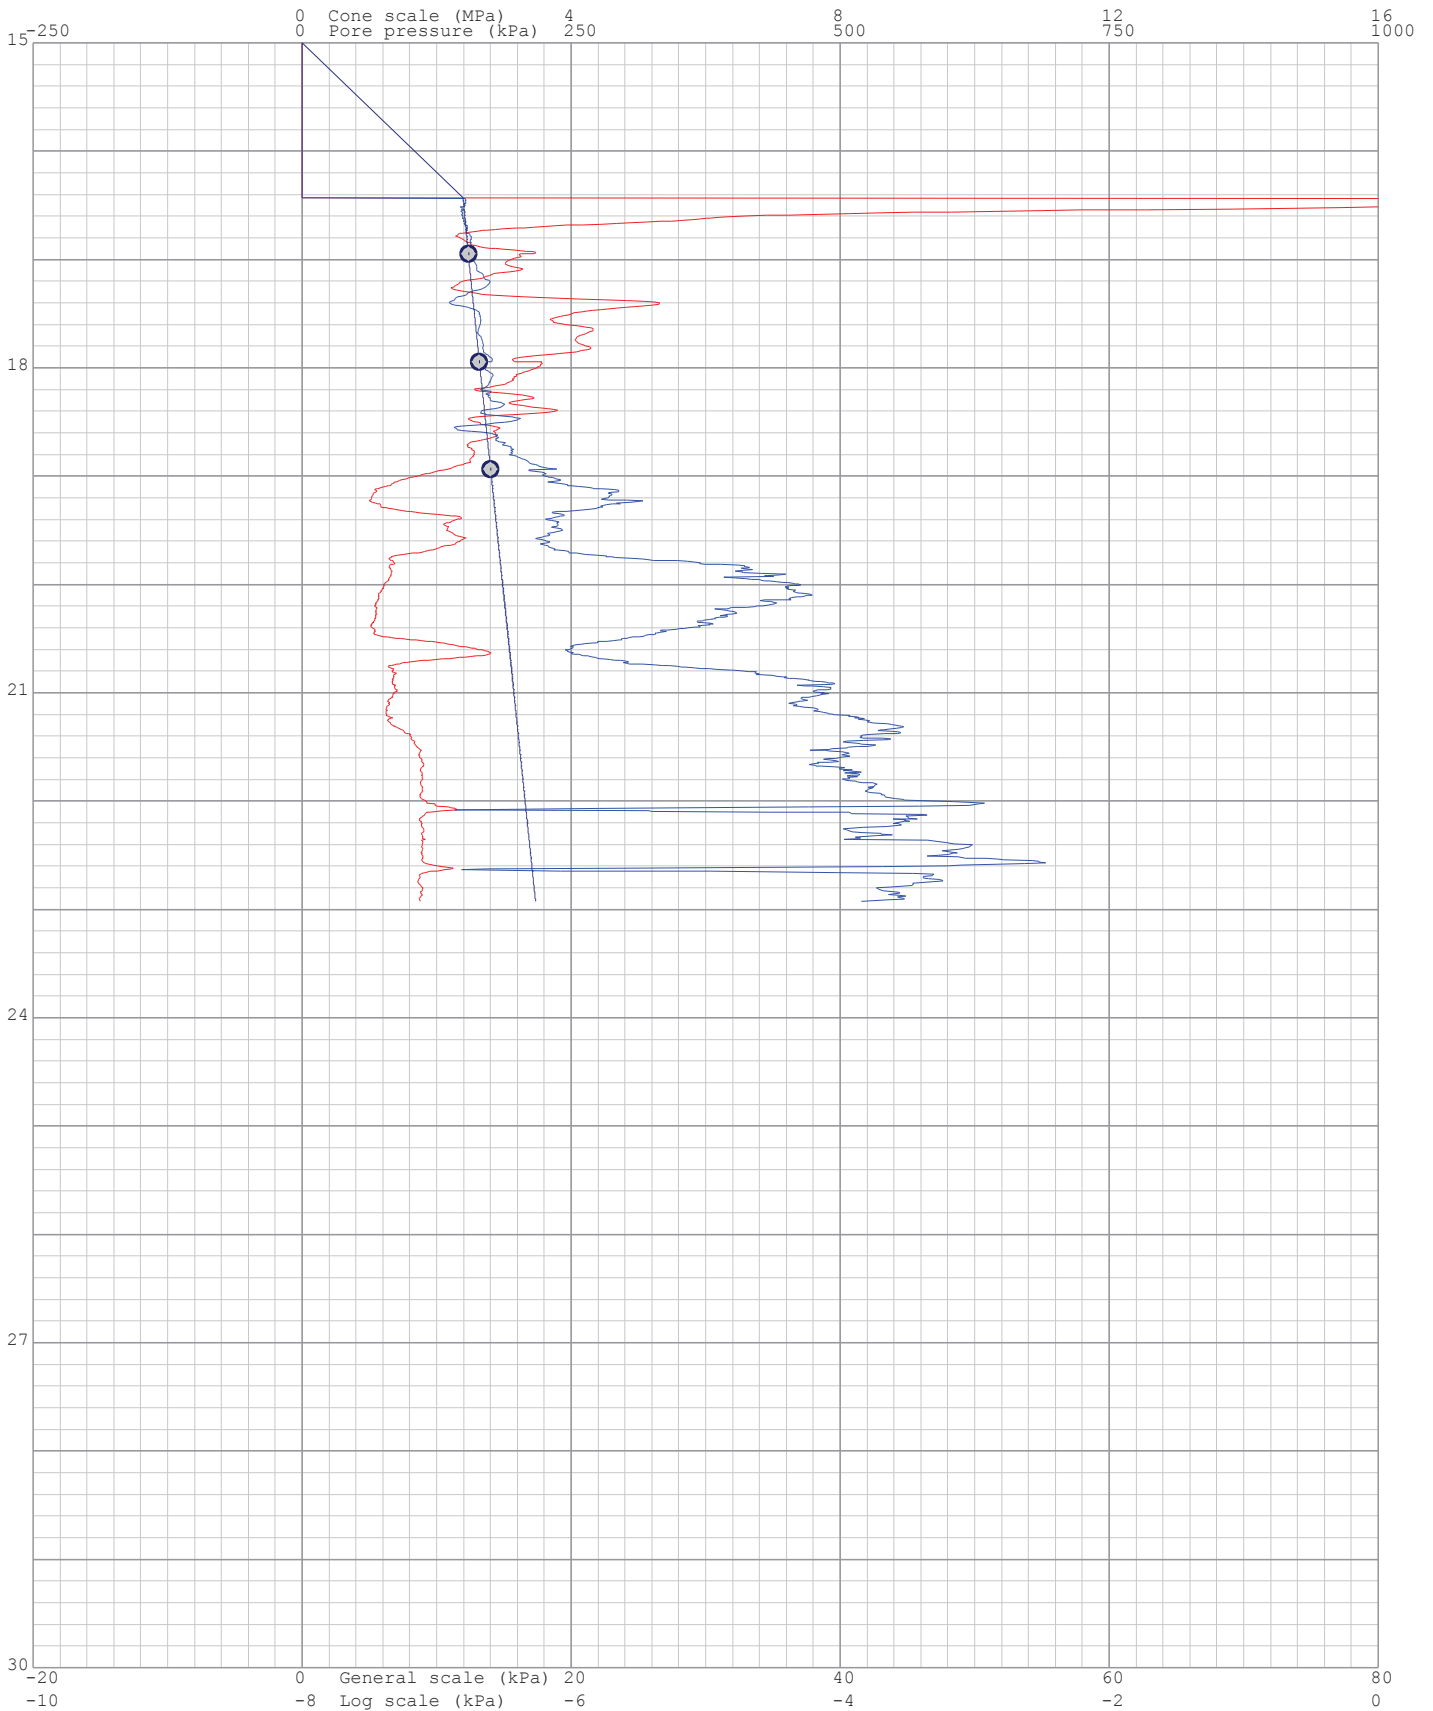 0 Cone scale (MPa) 4 8 12 16
-250 Pore pressure (kPa) 250 500 750 1000
15
18
21
24
27
30
-20 0 General scale (kPa) 20 40 60 80
-10 -8 Log scale (kPa) -6 -4 -2 0